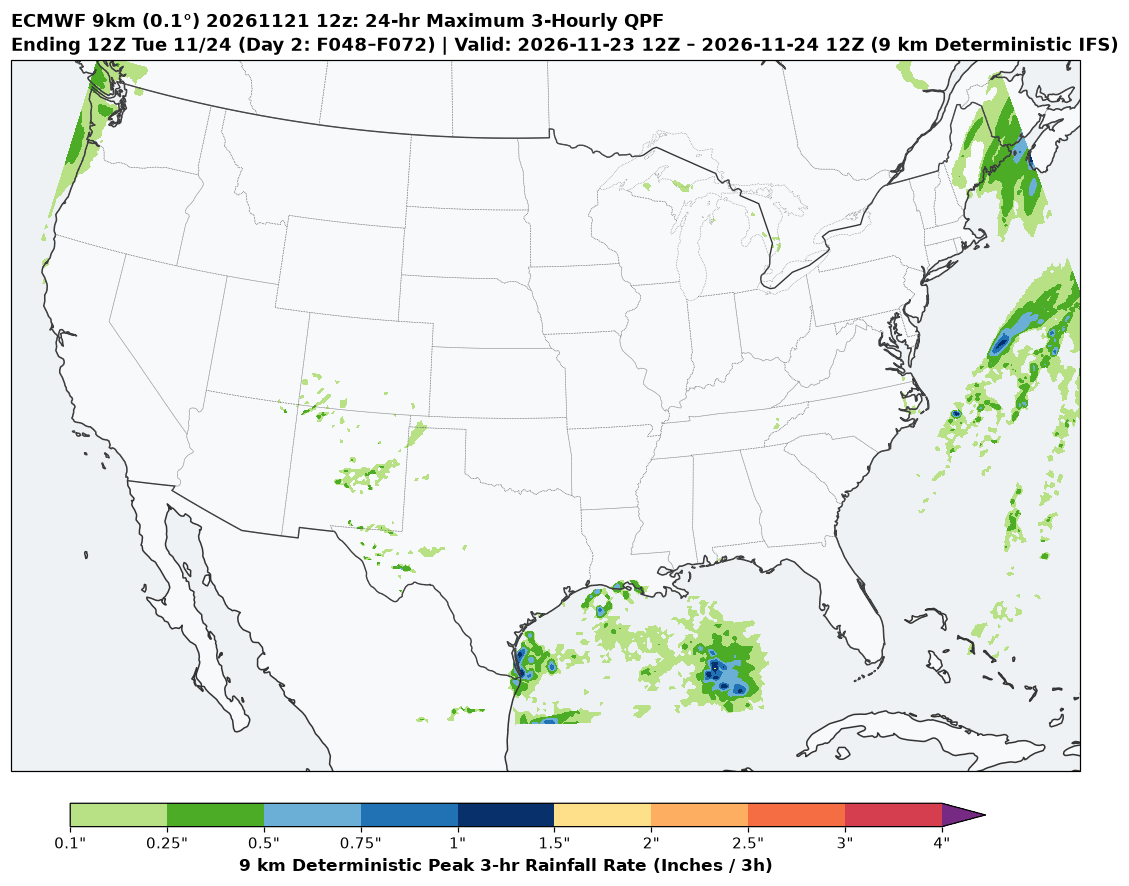 ECMWF 9km (0.1°) 20261121 12z: 24-hr Maximum 3-Hourly QPF
Ending 12Z Tue 11/24 (Day 2: F048–F072) | Valid: 2026-11-23 12Z – 2026-11-24 12Z (9 km Deterministic IFS)
0.1" 0.25" 0.5" 0.75" 1" 1.5" 2" 2.5" 3" 4"
9 km Deterministic Peak 3-hr Rainfall Rate (Inches / 3h)